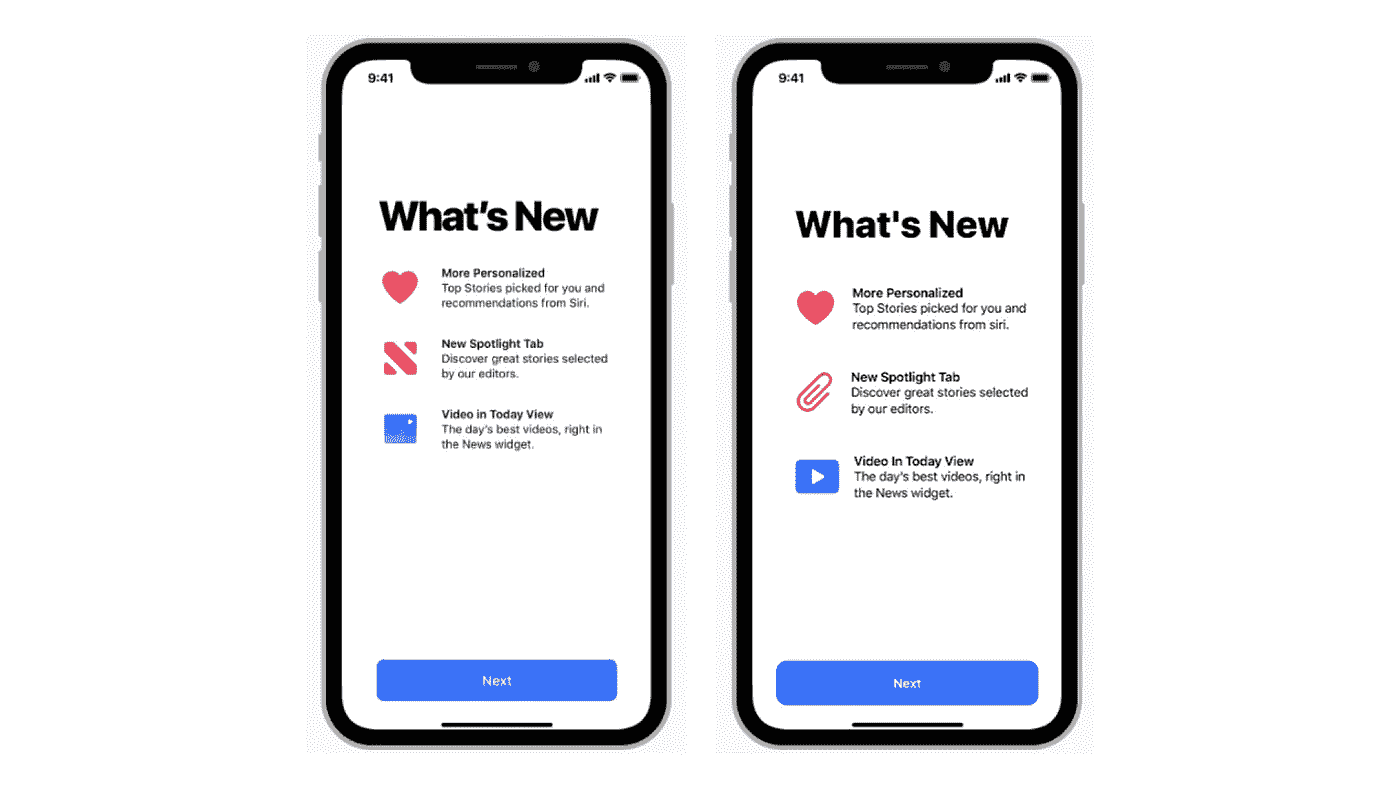 9:41
What’s New
More Personalized
Top Stories picked for you and
recommendations from Siri.
New Spotlight Tab
Discover great stories selected
by our editors.
Video in Today View
The day’s best videos, right in
the News widget.
Next
9:41
What's New
More Personalized
Top Stories picked for you and
recommendations from siri.
New Spotlight Tab
Discover great stories selected
by our editors.
Video In Today View
The day's best videos, right in
the News widget.
Next